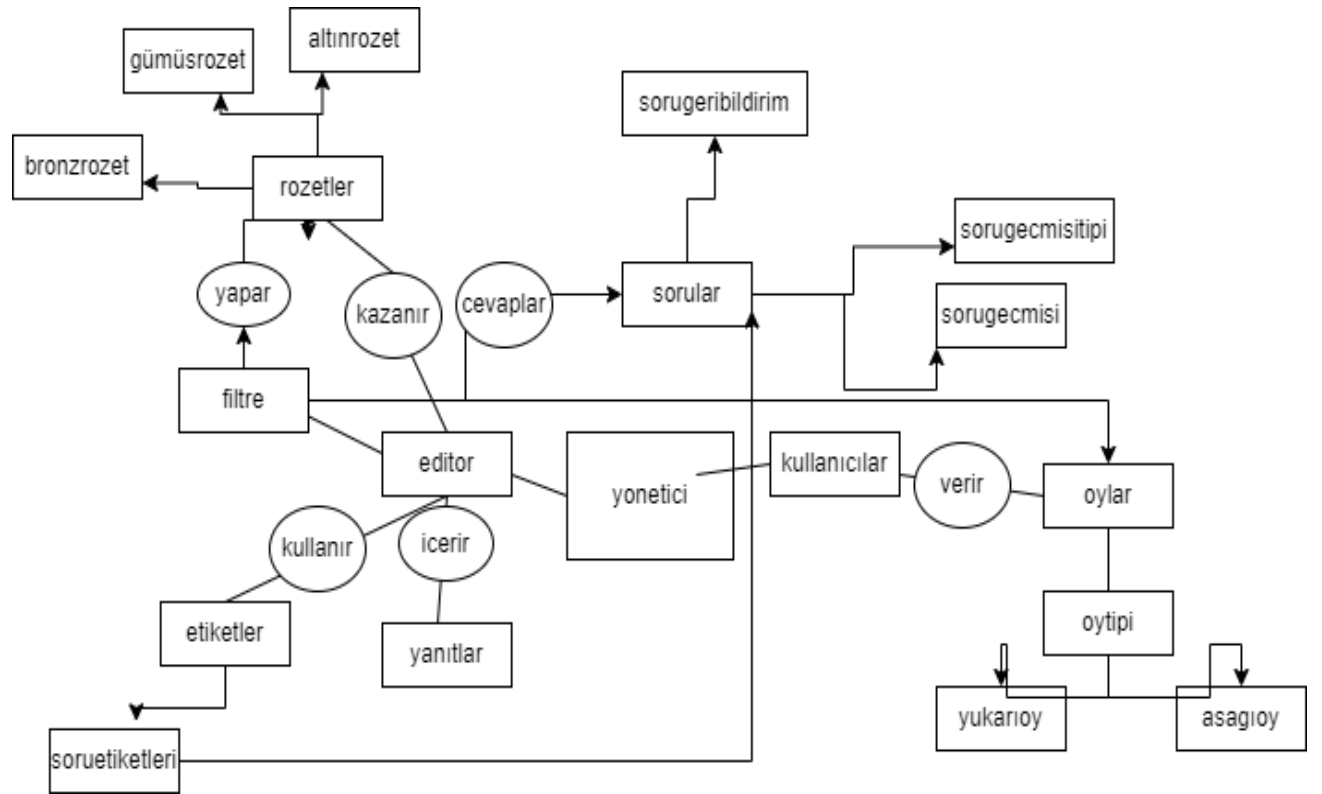 altınrozet
gümüsrozet
sorugeribildirim
bronzrozet
rozetler
sorugecmisitipi
yapar
kazanır
cevaplar
sorular
sorugecmisi
filtre
editor
yonetici
kullanıcılar
verir
oylar
kullanır
icerir
etiketler
yanıtlar
oytipi
yukarıoy
asagıoy
soruetiketleri